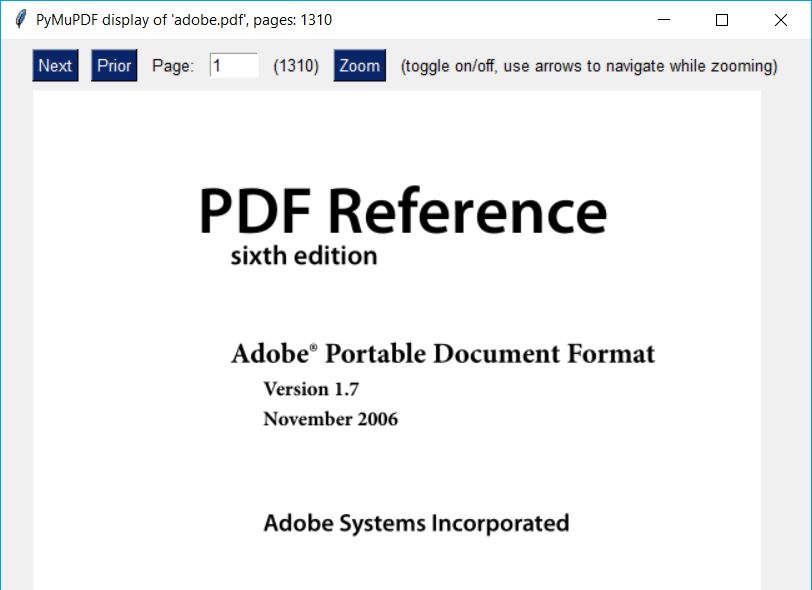 PyMuPDF display of 'adobe.pdf', pages: 1310
Next Prior Page: 1 (1310) Zoom (toggle on/off, use arrows to navigate while zooming)
PDF Reference
sixth edition
Adobe® Portable Document Format
Version 1.7
November 2006
Adobe Systems Incorporated